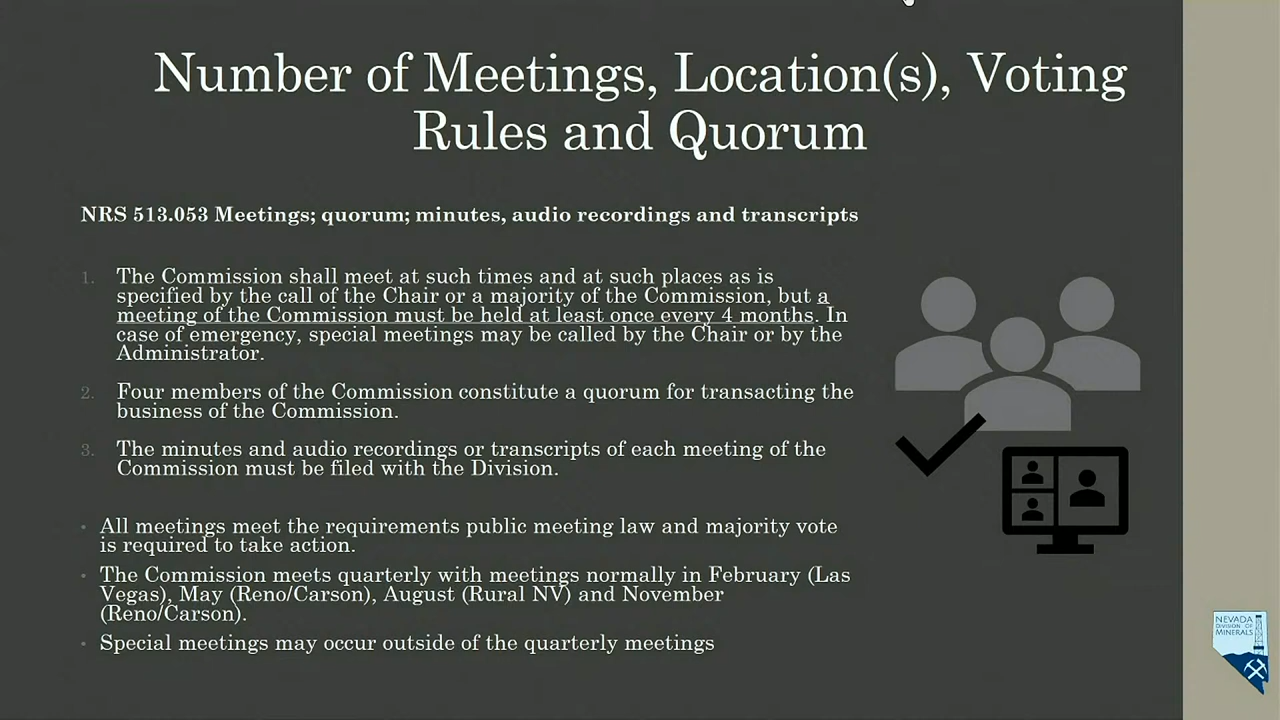 Number of Meetings, Location(s), Voting
Rules and Quorum
NRS 513.053 Meetings; quorum; minutes, audio recordings and transcripts
1. The Commission shall meet at such times and at such places as is
specified by the call of the Chair or a majority of the Commission, but a
meeting of the Commission must be held at least once every 4 months. In
case of emergency, special meetings may be called by the Chair or by the
Administrator.
2. Four members of the Commission constitute a quorum for transacting the
business of the Commission.
3. The minutes and audio recordings or transcripts of each meeting of the
Commission must be filed with the Division.
• All meetings meet the requirements public meeting law and majority vote
is required to take action.
• The Commission meets quarterly with meetings normally in February (Las
Vegas), May (Reno/Carson), August (Rural NV) and November
(Reno/Carson).
• Special meetings may occur outside of the quarterly meetings
NEVADA
DIVISION OF
MINERALS